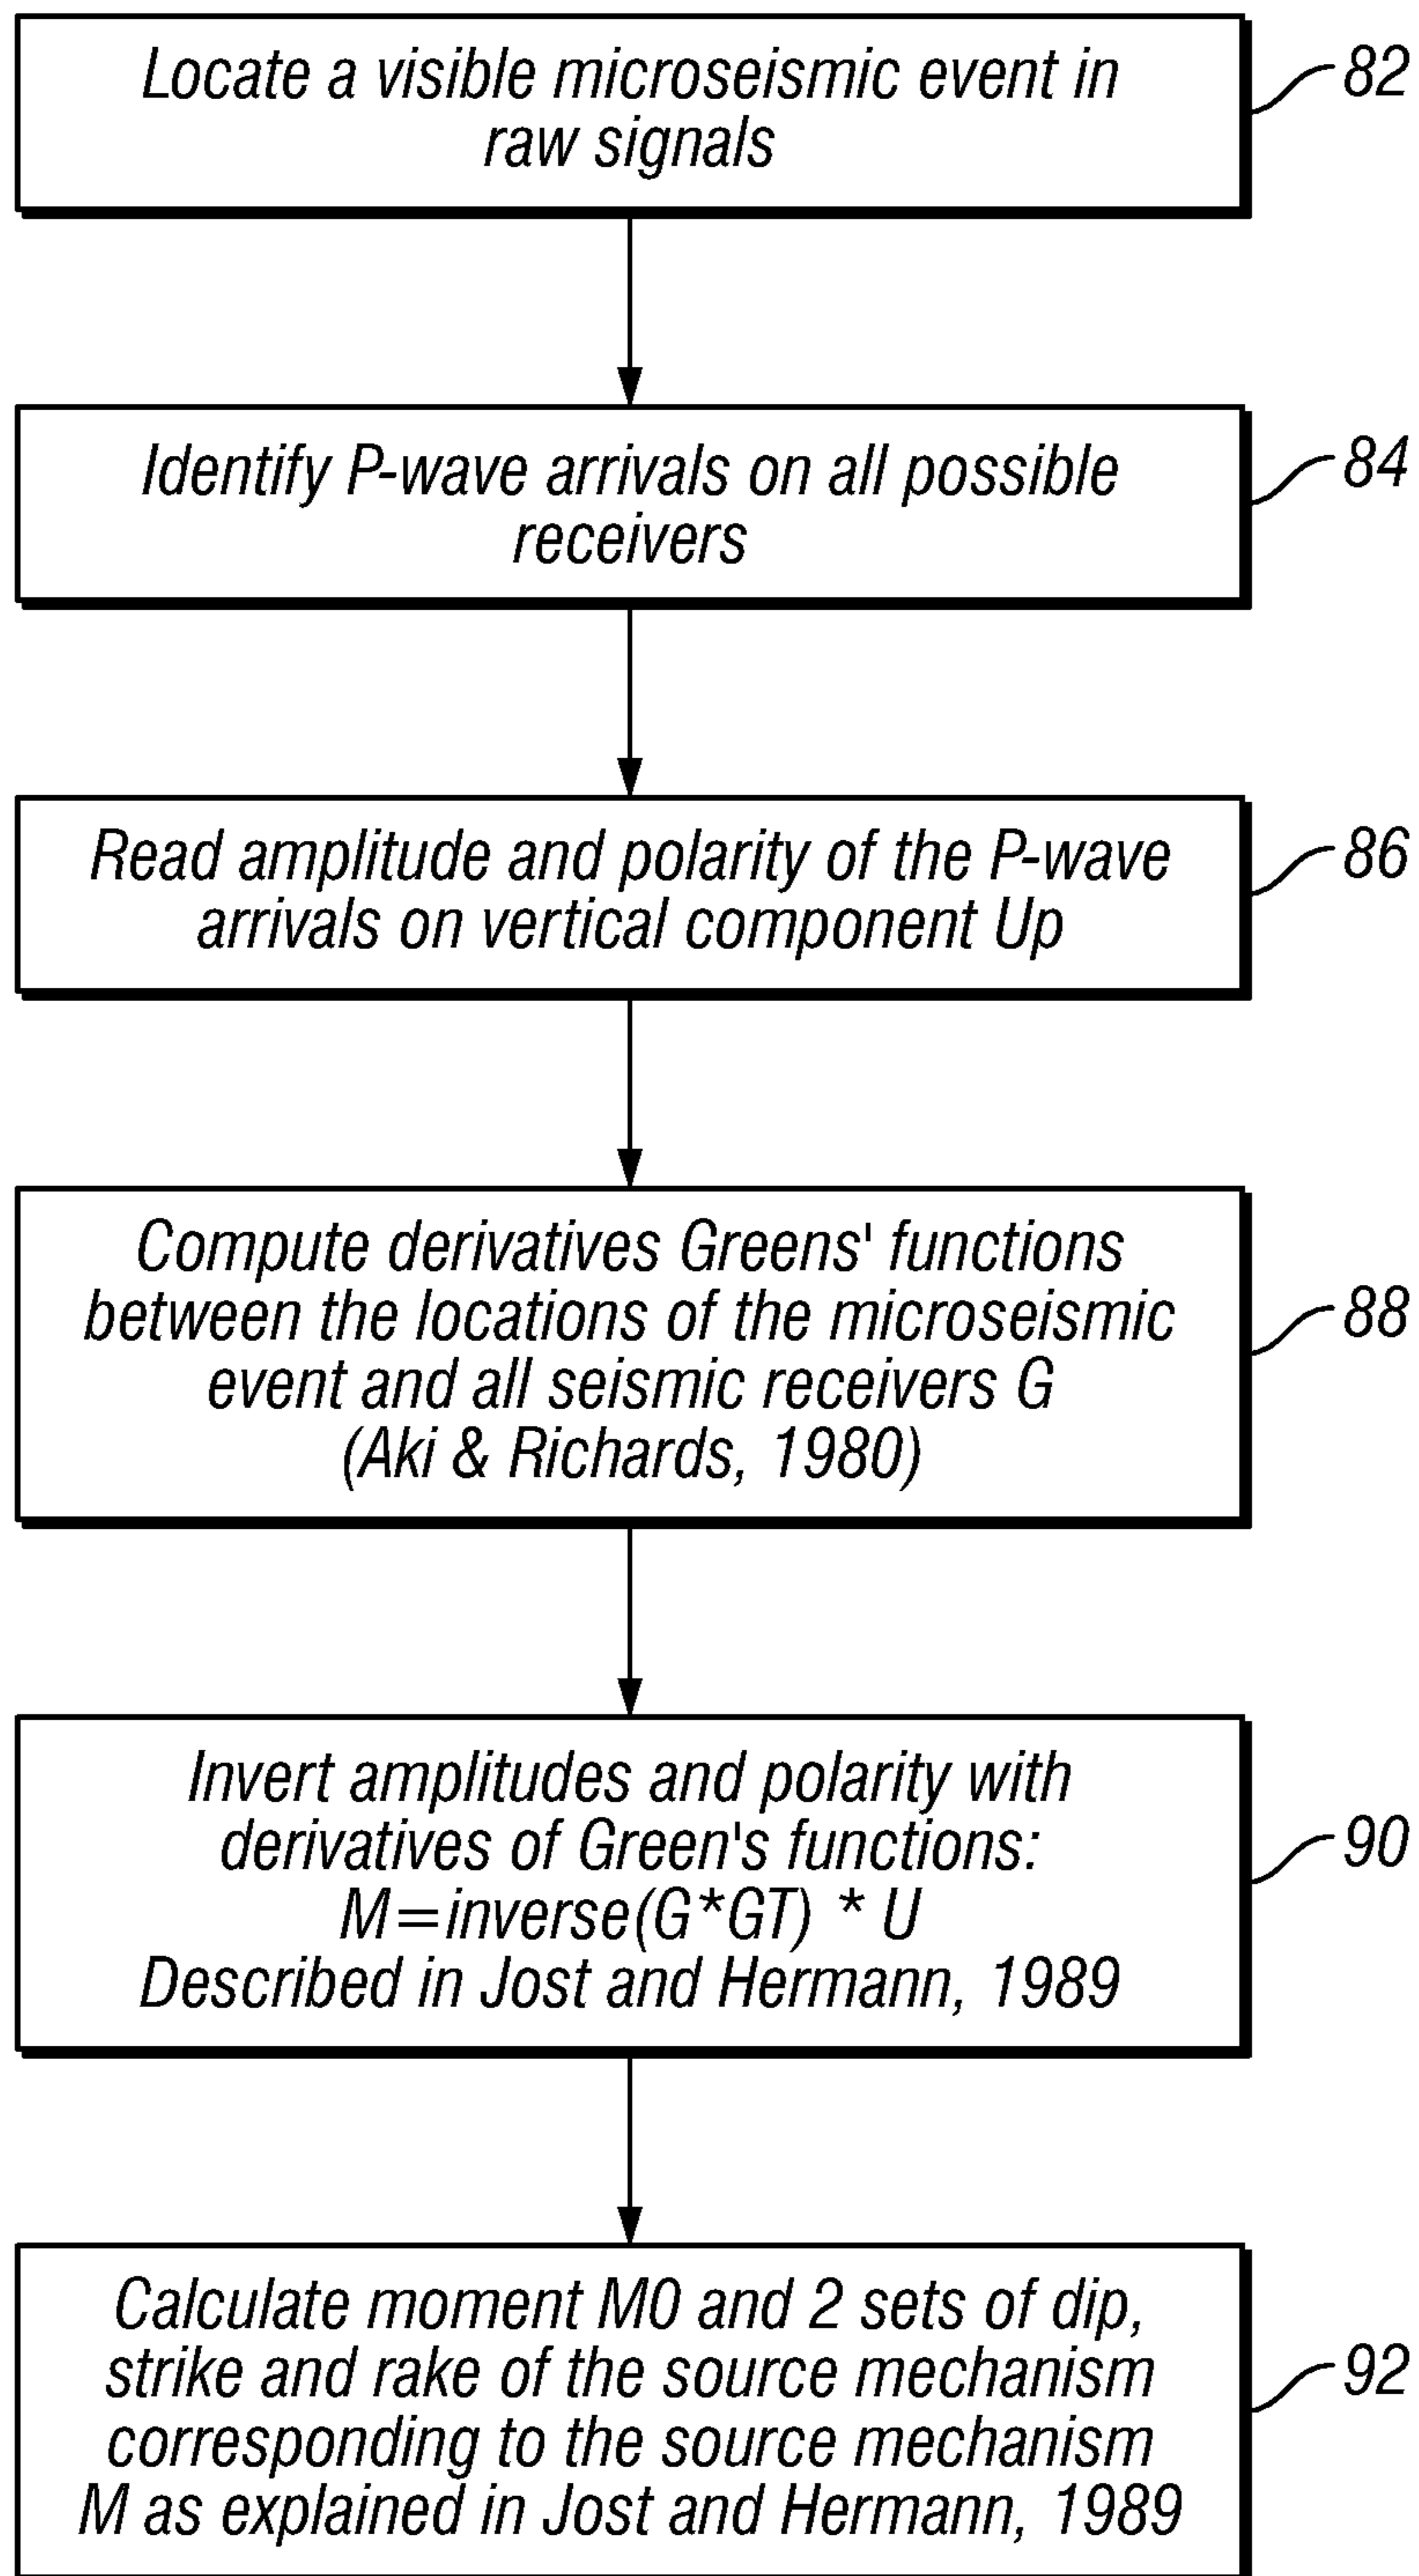 Locate a visible microseismic event in
raw signals
82
Identify P-wave arrivals on all possible
receivers
84
Read amplitude and polarity of the P-wave
arrivals on vertical component Up
86
Compute derivatives Greens' functions
between the locations of the microseismic
event and all seismic receivers G
(Aki & Richards, 1980)
88
Invert amplitudes and polarity with
derivatives of Green's functions:
M=inverse(G*GT) * U
Described in Jost and Hermann, 1989
90
Calculate moment M0 and 2 sets of dip,
strike and rake of the source mechanism
corresponding to the source mechanism
M as explained in Jost and Hermann, 1989
92